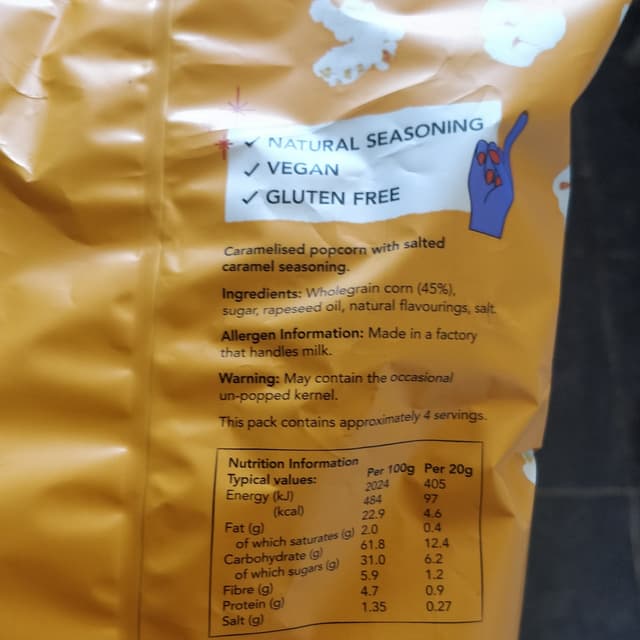 ✓ NATURAL SEASONING
✓ VEGAN
✓ GLUTEN FREE
Caramelised popcorn with salted
caramel seasoning.
Ingredients: Wholegrain corn (45%),
sugar, rapeseed oil, natural flavourings, salt.
Allergen Information: Made in a factory
that handles milk.
Warning: May contain the occasional
un-popped kernel.
This pack contains approximately 4 servings.
Nutrition Information
Typical values: Per 100g Per 20g
Energy (kJ) 2024 405
(kcal) 484 97
Fat (g) 22.9 4.6
of which saturates (g) 2.0 0.4
Carbohydrate (g) 61.8 12.4
of which sugars (g) 31.0 6.2
Fibre (g) 5.9 1.2
Protein (g) 4.7 0.9
Salt (g) 1.35 0.27